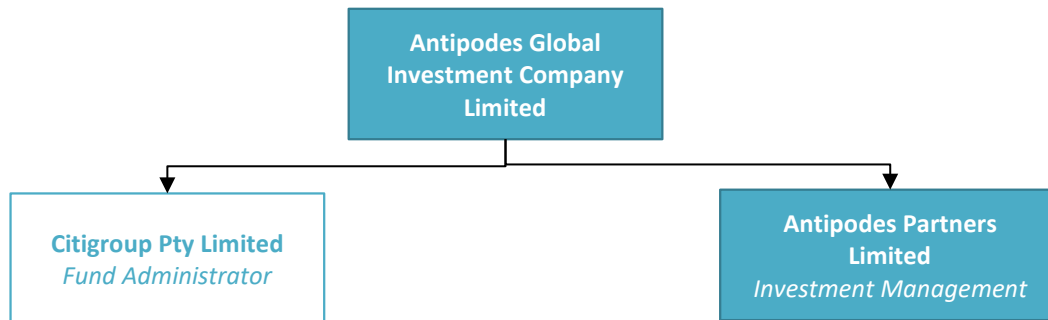 Antipodes Global
Investment Company
Limited
Citigroup Pty Limited
Fund Administrator
Antipodes Partners
Limited
Investment Management